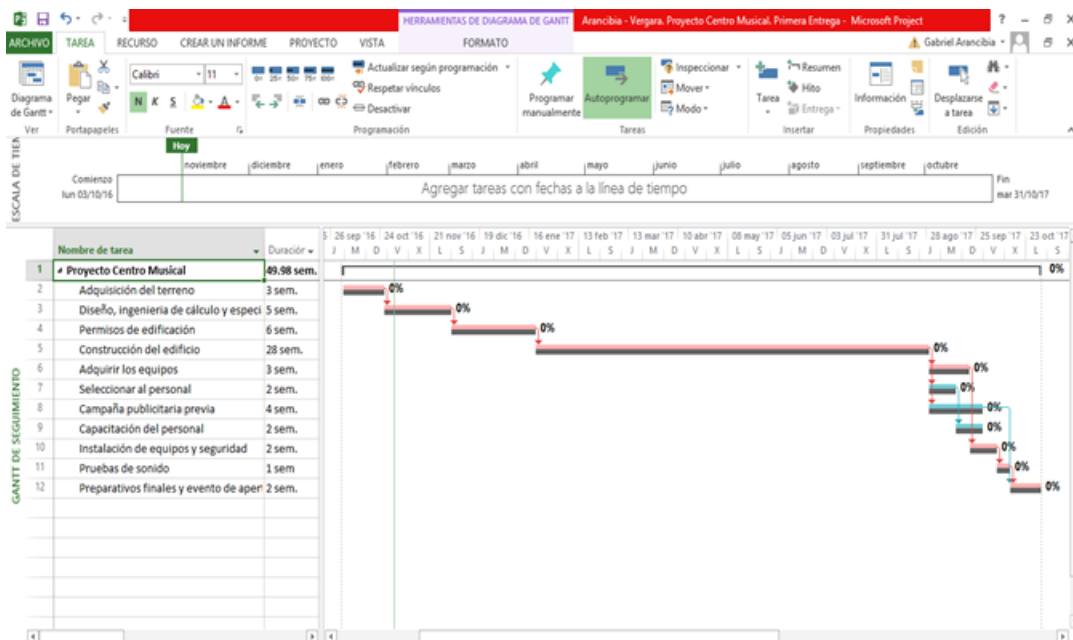 HERRAMIENTAS DE DIAGRAMA DE GANTT Arancibia - Vergara. Proyecto Centro Musical. Primera Entrega - Microsoft Project
ARCHIVO TAREA RECURSO CREAR UN INFORME PROYECTO VISTA FORMATO Gabriel Arancibia
Diagrama de Gantt
Ver
Pegar
Portapapeles
Calibri 11
N K S
Fuente
0% 25% 50% 75% 100%
Actualizar según programación
Respetar vínculos
Desactivar
Programación
Programar manualmente
Autoprogramar
Inspeccionar
Mover
Modo
Tareas
Tarea
Resumen
Hito
Entrega
Insertar
Información
Propiedades
Desplazarse a tarea
Edición
ESCALA DE TIEM
Hoy
noviembre diciembre enero febrero marzo abril mayo junio julio agosto septiembre octubre
Comienzo
lun 03/10/16
Agregar tareas con fechas a la línea de tiempo
Fin
mar 31/10/17
GANTT DE SEGUIMIENTO
Nombre de tarea Duración
5 26 sep '16 24 oct '16 21 nov '16 19 dic '16 16 ene '17 13 feb '17 13 mar '17 10 abr '17 08 may '17 05 jun '17 03 jul '17 31 jul '17 28 ago '17 25 sep '17 23 oct '17
J M D V X L S J M D V X L S J M D V X L S J M D V X L S J M D V X L S
1 Proyecto Centro Musical 49.98 sem. 0%
2 Adquisición del terreno 3 sem. 0%
3 Diseño, ingenieria de cálculo y especi 5 sem. 0%
4 Permisos de edificación 6 sem. 0%
5 Construcción del edificio 28 sem. 0%
6 Adquirir los equipos 3 sem. 0%
7 Seleccionar al personal 2 sem. 0%
8 Campaña publicitaria previa 4 sem. 0%
9 Capacitación del personal 2 sem. 0%
10 Instalación de equipos y seguridad 2 sem. 0%
11 Pruebas de sonido 1 sem 0%
12 Preparativos finales y evento de apert 2 sem. 0%